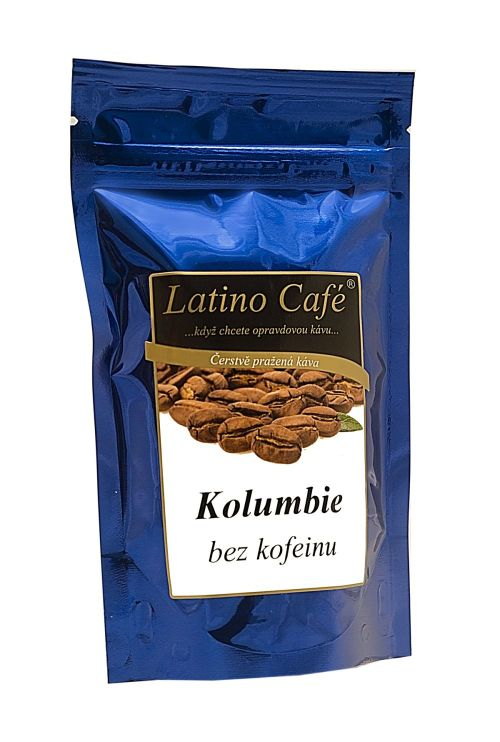 Latino Café®
...když chcete opravdovou kávu...
Čerstvě pražená káva
Kolumbie
bez kofeinu